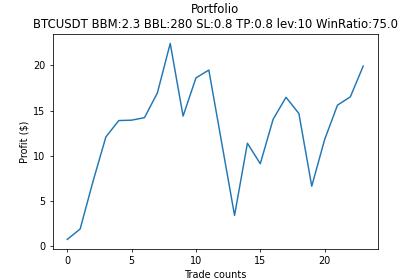 Portfolio
BTCUSDT BBM:2.3 BBL:280 SL:0.8 TP:0.8 lev:10 WinRatio:75.0
20
15
10
5
0
Profit ($)
0 5 10 15 20
Trade counts